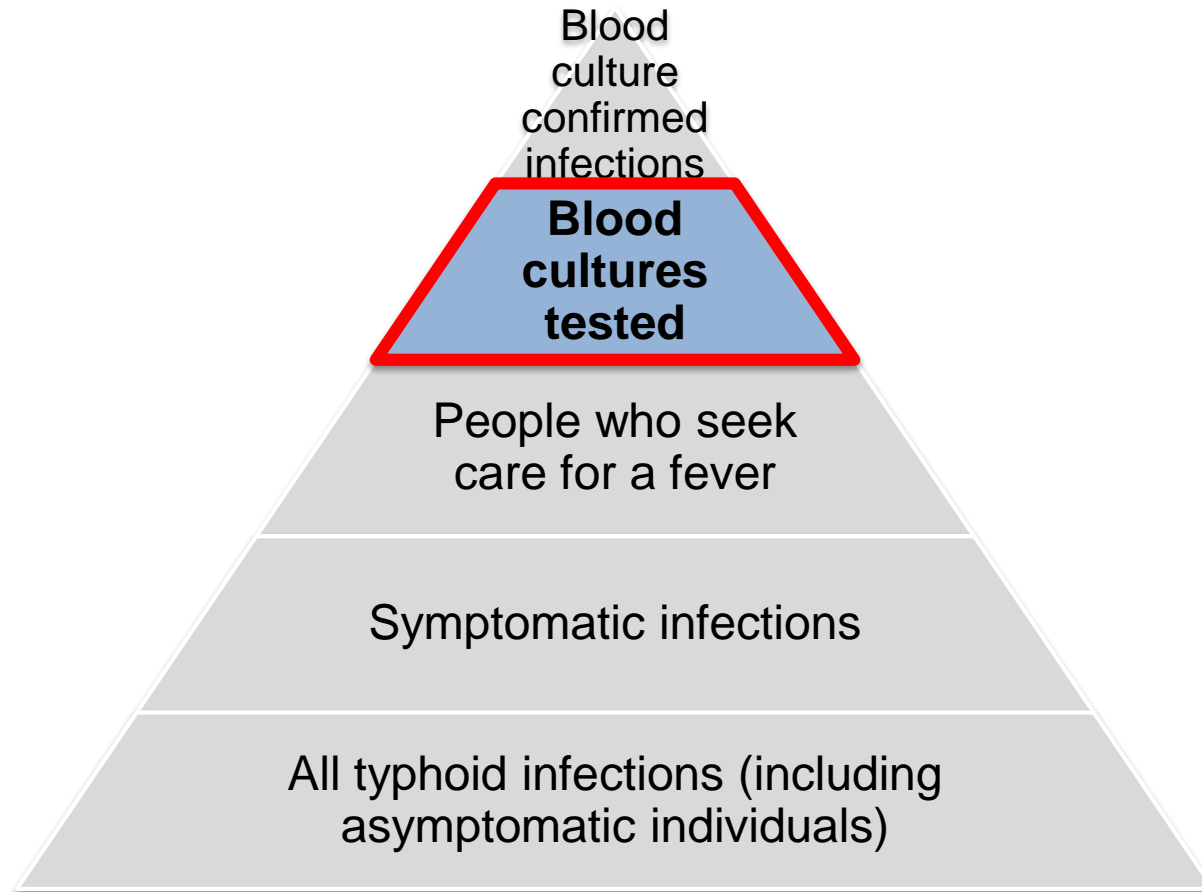 Blood
culture
confirmed
infections
Blood
cultures
tested
People who seek
care for a fever
Symptomatic infections
All typhoid infections (including
asymptomatic individuals)